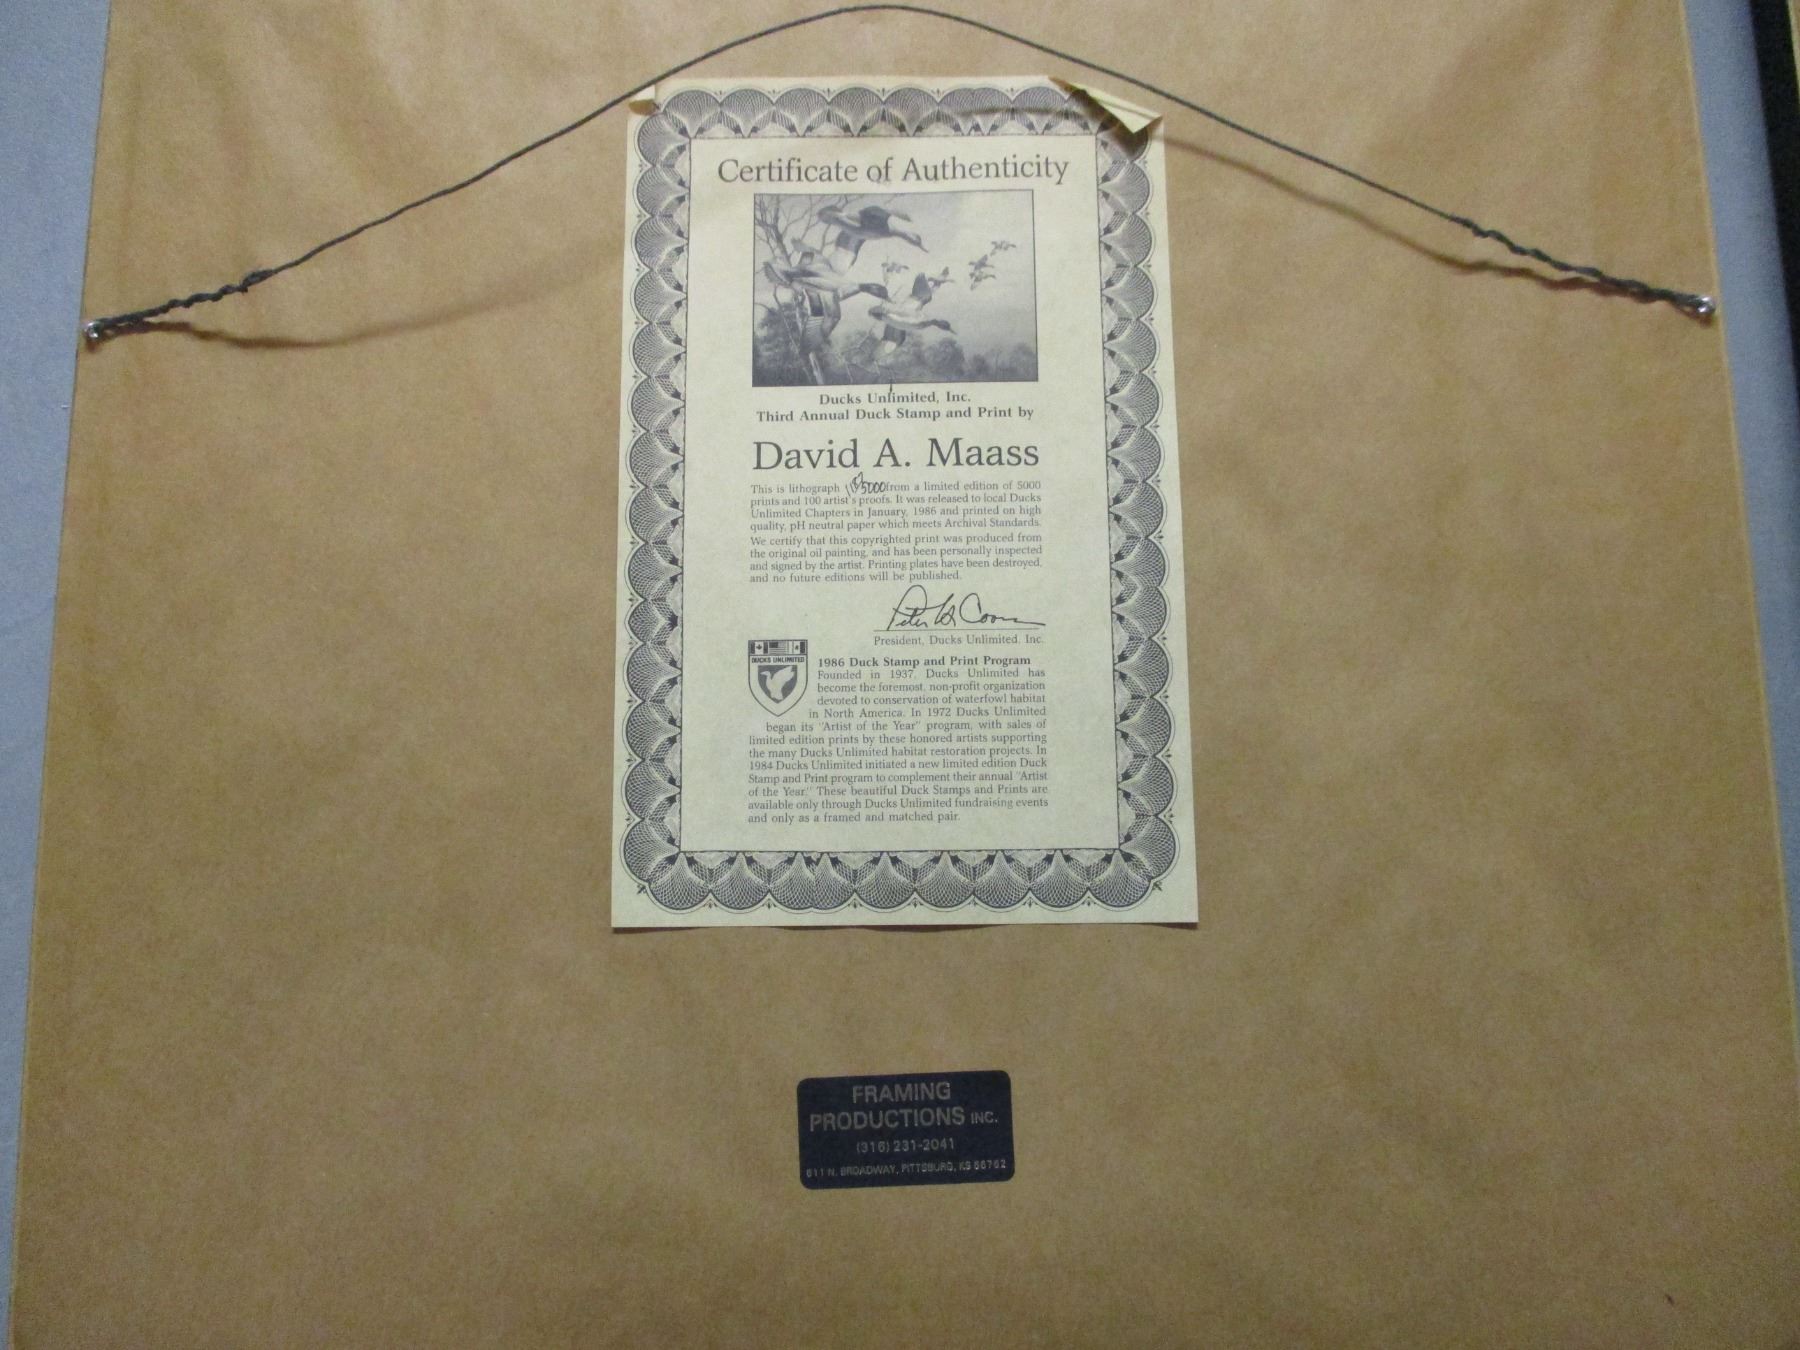 Certificate of Authenticity
Ducks Unlimited, Inc.
Third Annual Duck Stamp and Print by
David A. Maass
This is lithograph /5000 from a limited edition of 5000
prints and 100 artist's proofs. It was released to local Ducks
Unlimited Chapters in January, 1986 and printed on high
quality, pH neutral paper which meets Archival Standards.
We certify that this copyrighted print was produced from
the original oil painting, and has been personally inspected
and signed by the artist. Printing plates have been destroyed,
and no future editions will be published.
President, Ducks Unlimited, Inc.
DUCKS UNLIMITED
1986 Duck Stamp and Print Program
Founded in 1937, Ducks Unlimited has
become the foremost, non-profit organization
devoted to conservation of waterfowl habitat
in North America. In 1972 Ducks Unlimited
began its "Artist of the Year" program, with sales of
limited edition prints by these honored artists supporting
the many Ducks Unlimited habitat restoration projects. In
1984 Ducks Unlimited initiated a new limited edition Duck
Stamp and Print program to complement their annual "Artist
of the Year." These beautiful Duck Stamps and Prints are
available only through Ducks Unlimited fundraising events
and only as a framed and matched pair.
FRAMING
PRODUCTIONS INC.
(316) 231-2041
611 N. BROADWAY, PITTSBURG, KS 66762